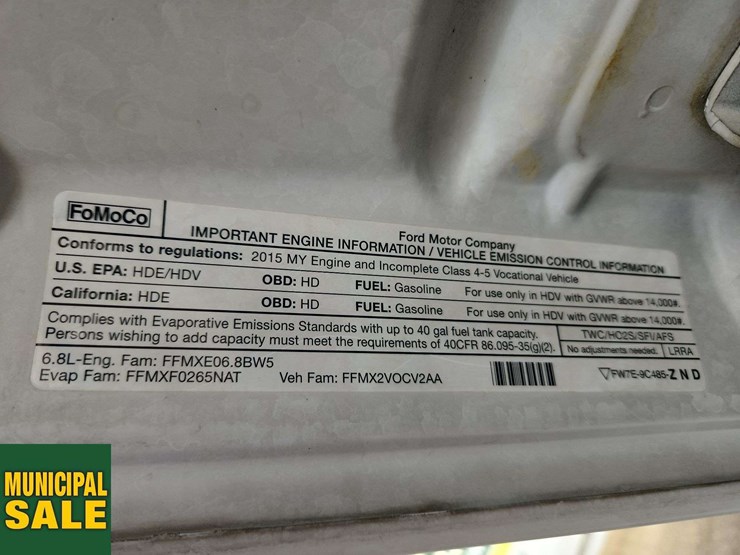 FoMoCo
Ford Motor Company
IMPORTANT ENGINE INFORMATION / VEHICLE EMISSION CONTROL INFORMATION
Conforms to regulations: 2015 MY Engine and Incomplete Class 4-5 Vocational Vehicle
U.S. EPA: HDE/HDV OBD: HD FUEL: Gasoline For use only in HDV with GVWR above 14,000#.
California: HDE OBD: HD FUEL: Gasoline For use only in HDV with GVWR above 14,000#.
Complies with Evaporative Emissions Standards with up to 40 gal fuel tank capacity. TWC/HO2S/SFI/AFS
Persons wishing to add capacity must meet the requirements of 40CFR 86.095-35(g)(2). No adjustments needed. LRRA
6.8L-Eng. Fam: FFMXE06.8BW5
Evap Fam: FFMXF0265NAT Veh Fam: FFMX2VOCV2AA FW7E-9C485-Z N D
MUNICIPAL
SALE